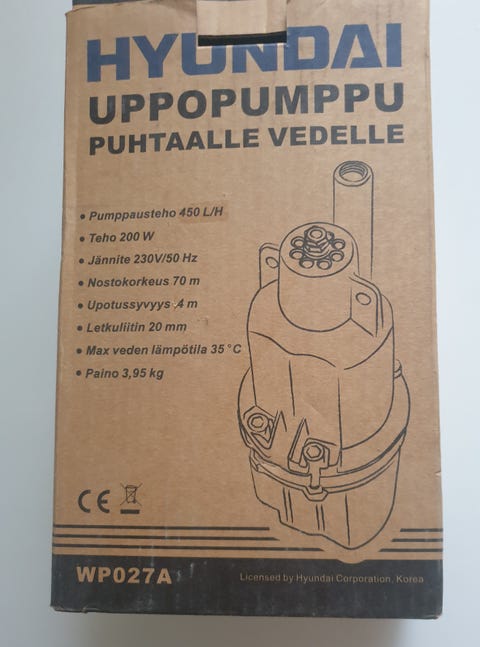 HYUNDAI
UPPOPUMPPU
PUHTAALLE VEDELLE
• Pumppausteho 450 L/H
• Teho 200 W
• Jännite 230V/50 Hz
• Nostokorkeus 70 m
• Upotussyvyys 4 m
• Letkuliitin 20 mm
• Max veden lämpötila 35°C
• Paino 3,95 kg
CE
WP027A
Licensed by Hyundai Corporation, Korea